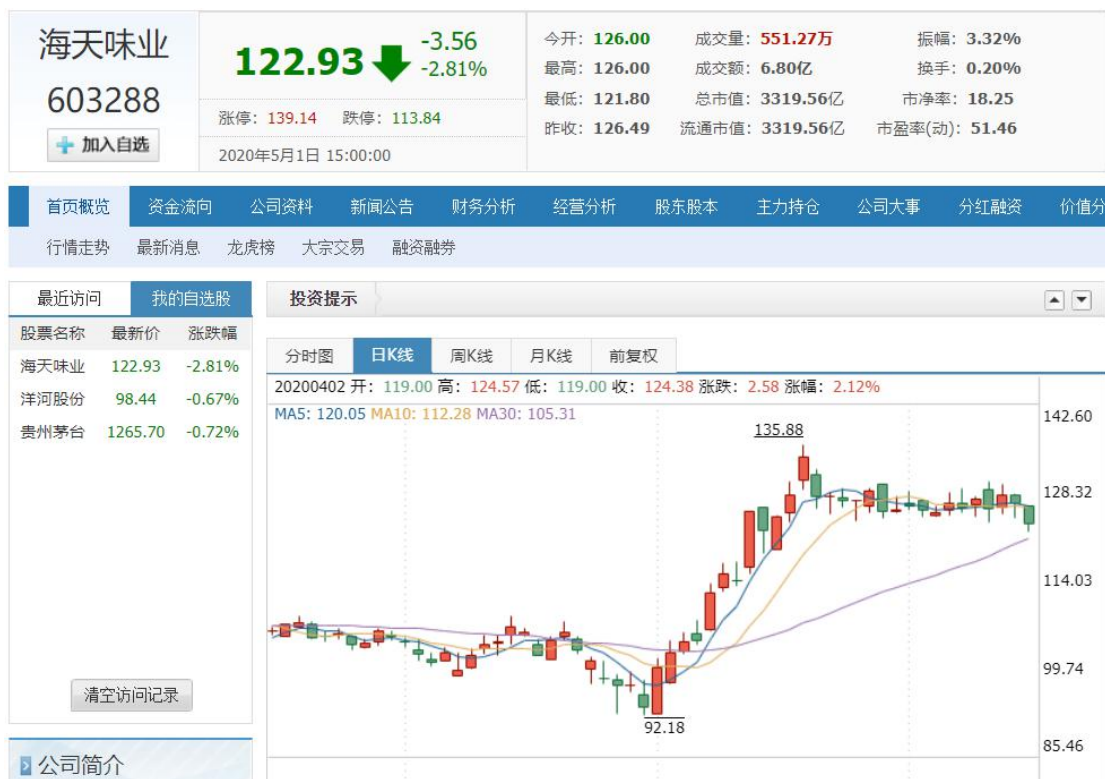 海天味业
603288
加入自选
122.93
-3.56
-2.81%
涨停: 139.14 跌停: 113.84
2020年5月1日 15:00:00
今开: 126.00 成交量: 551.27万 振幅: 3.32%
最高: 126.00 成交额: 6.80亿 换手: 0.20%
最低: 121.80 总市值: 3319.56亿 市净率: 18.25
昨收: 126.49 流通市值: 3319.56亿 市盈率(动): 51.46
首页概览 资金流向 公司资料 新闻公告 财务分析 经营分析 股东股本 主力持仓 公司大事 分红融资 价值分
行情走势 最新消息 龙虎榜 大宗交易 融资融券
最近访问 我的自选股
股票名称 最新价 涨跌幅
海天味业 122.93 -2.81%
洋河股份 98.44 -0.67%
贵州茅台 1265.70 -0.72%
清空访问记录
公司简介
投资提示
分时图 日K线 周K线 月K线 前复权
20200402 开: 119.00 高: 124.57 低: 119.00 收: 124.38 涨跌: 2.58 涨幅: 2.12%
MA5: 120.05 MA10: 112.28 MA30: 105.31
135.88
92.18
142.60
128.32
114.03
99.74
85.46